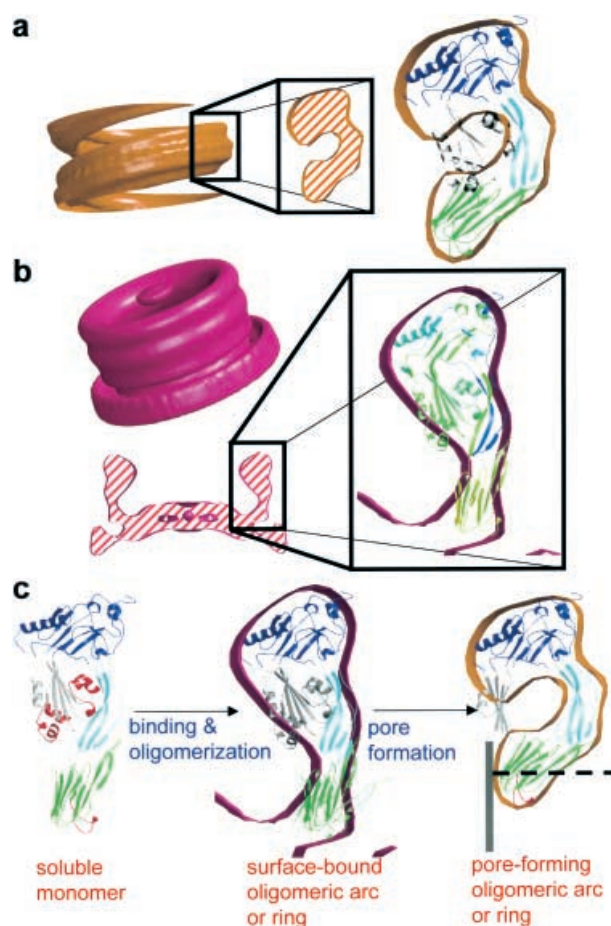 a
b
c
binding &
oligomerization
pore
formation
soluble
monomer
surface-bound
oligomeric arc
or ring
pore-forming
oligomeric arc
or ring